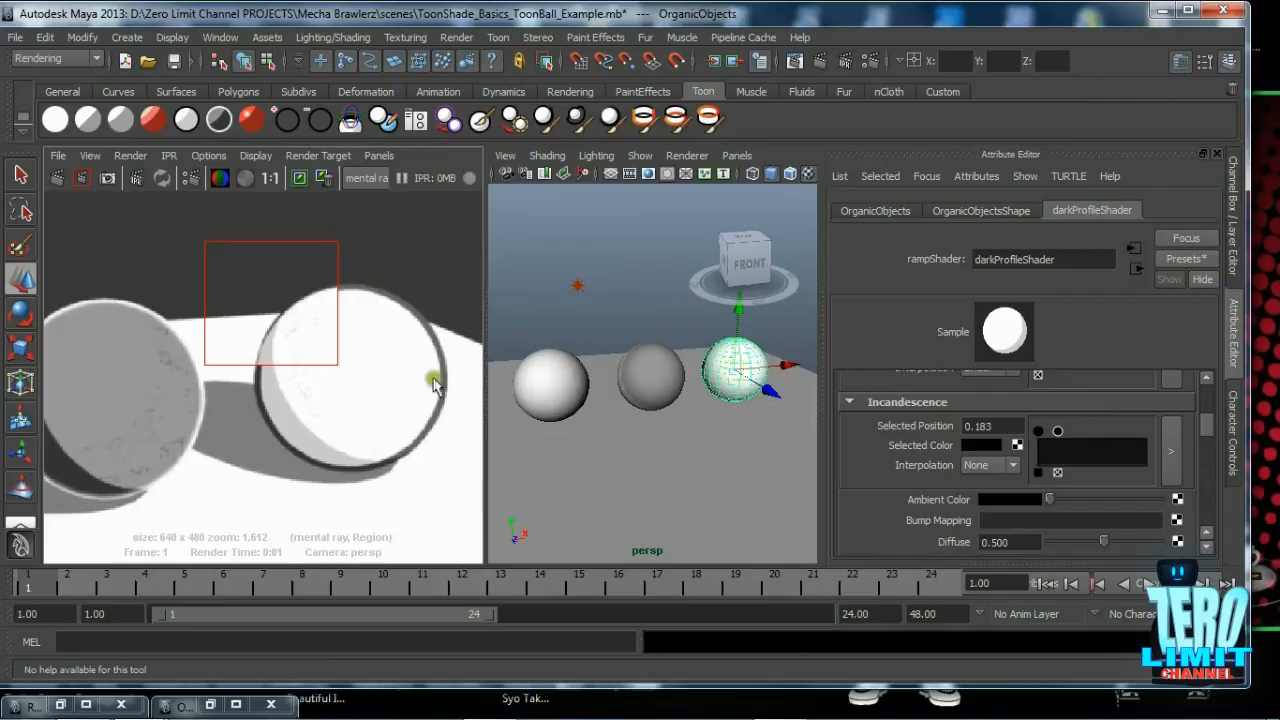 Autodesk Maya 2013: D:\Zero Limit Channel PROJECTS\Mecha Brawlerz\scenes\ToonShade_Basics_ToonBall_Example.mb* --- OrganicObjects
File Edit Modify Create Display Window Assets Lighting/Shading Texturing Render Toon Stereo Paint Effects Fur Muscle Pipeline Cache Help
Rendering X: Y: Z:
General Curves Surfaces Polygons Subdivs Deformation Animation Dynamics Rendering PaintEffects Toon Muscle Fluids Fur nCloth Custom
File View Render IPR Options Display Render Target Panels
1:1 mental ra IPR: 0MB
size: 640 x 480 zoom: 1.612 (mental ray, Region)
Frame: 1 Render Time: 0:01 Camera: persp
View Shading Lighting Show Renderer Panels
FRONT
y
x
z
persp
Attribute Editor
List Selected Focus Attributes Show TURTLE Help
OrganicObjects OrganicObjectsShape darkProfileShader
rampShader: darkProfileShader
Focus
Presets*
Show Hide
Sample
Incandescence
Selected Position 0.183
Selected Color
Interpolation None
>
Ambient Color
Bump Mapping
Diffuse 0.500
Channel Box / Layer Editor
Attribute Editor
Character Controls
1 2 3 4 5 6 7 8 9 10 11 12 13 14 15 16 17 18 19 20 21 22 23 24
1
1.00
1.00 1.00 1 24 24.00 48.00 No Anim Layer No Charac
MEL
No help available for this tool
ZERO
LIMIT
CHANNEL
R... O... Beautiful I... Syo Tak...